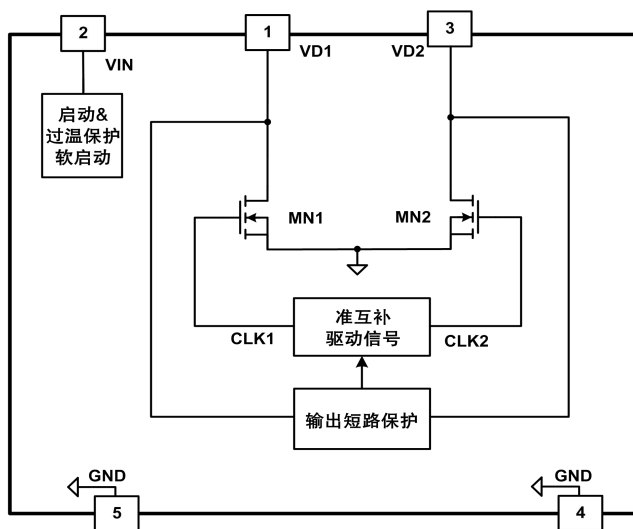 2
1
3
VIN
VD1
VD2
启动&
过温保护
软启动
MN1
MN2
准互补
驱动信号
CLK1
CLK2
输出短路保护
GND
GND
5
4